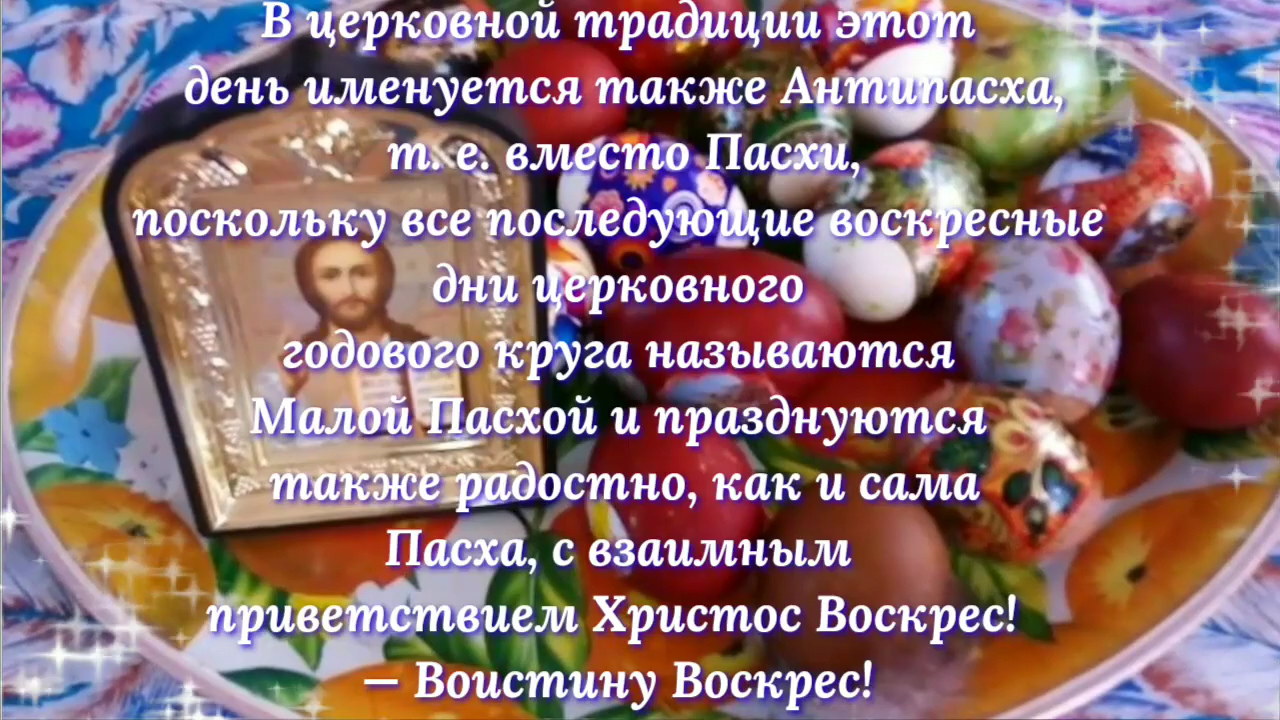 В церковной традиции этот
день именуется также Антипасха,
т. е. вместо Пасхи,
поскольку все последующие воскресные
дни церковного
годового круга называются
Малой Пасхой и празднуются
также радостно, как и сама
Пасха, с взаимным
приветствием Христос Воскрес!
— Воистину Воскрес!